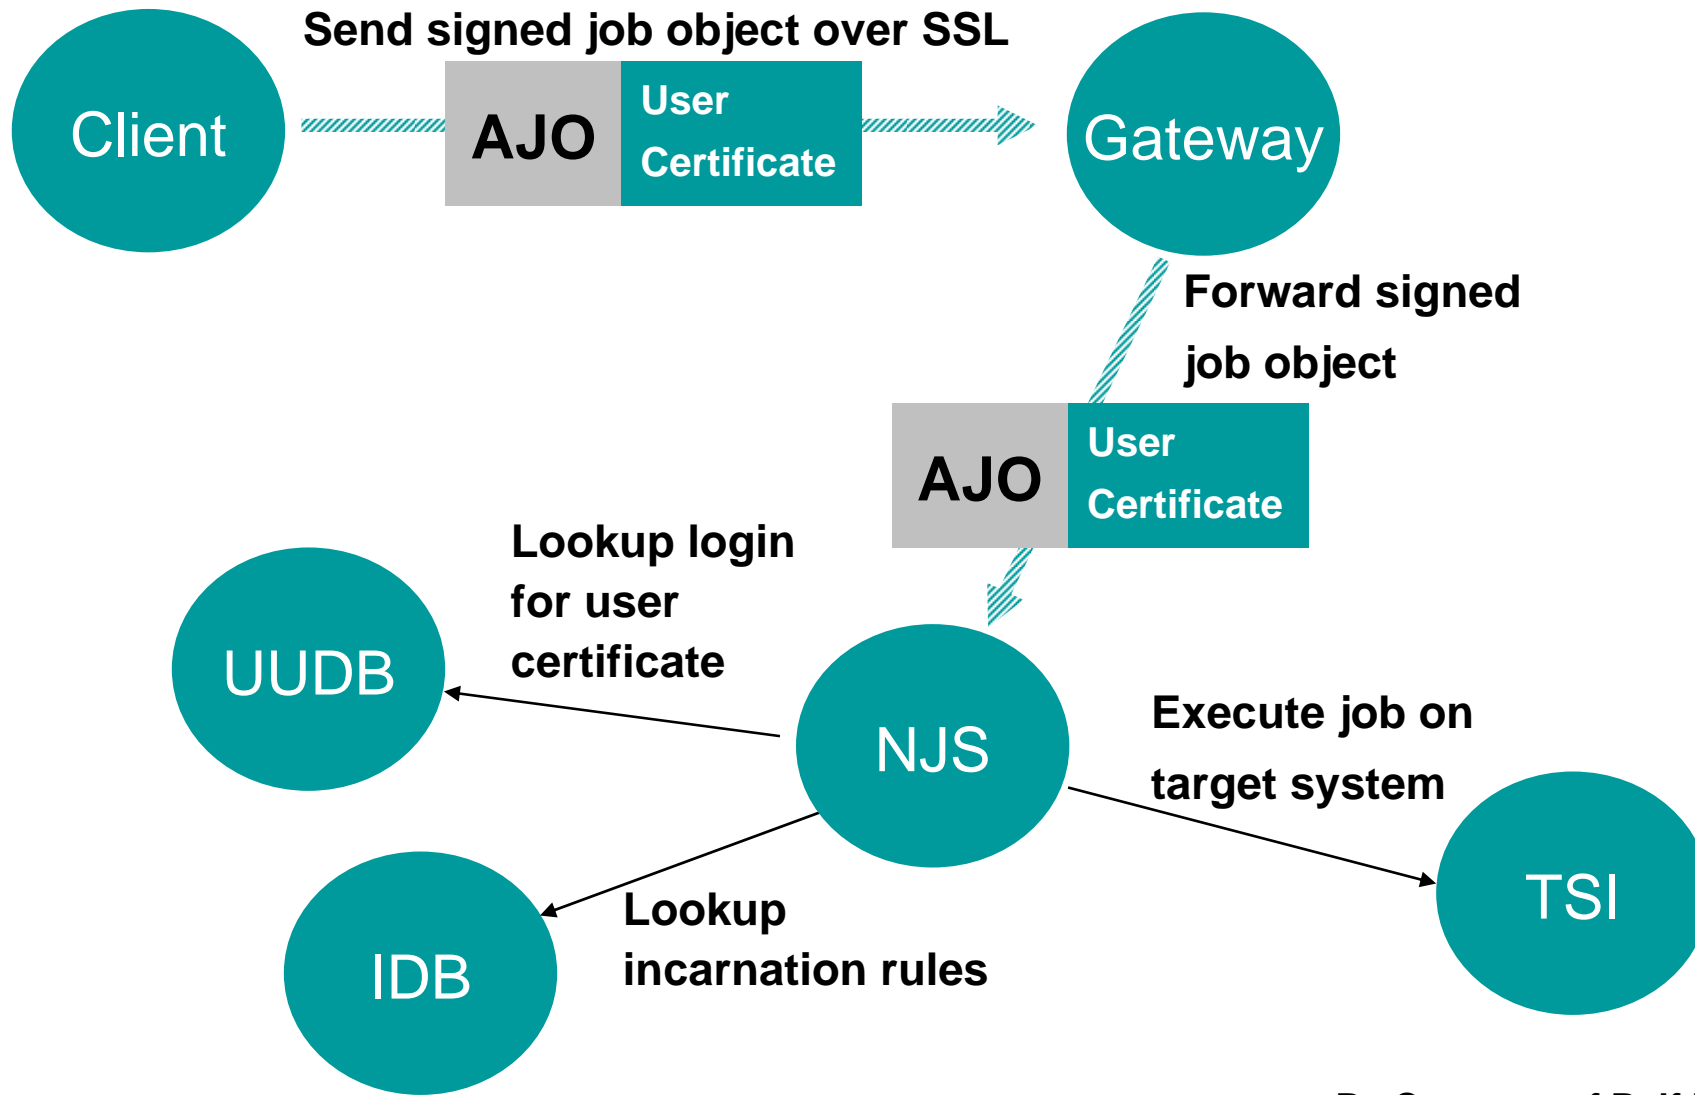 Send signed job object over SSL
Client
AJO
User
Certificate
Gateway
Forward signed
job object
AJO
User
Certificate
Lookup login
for user
certificate
UUDB
NJS
Execute job on
target system
TSI
Lookup
incarnation rules
IDB